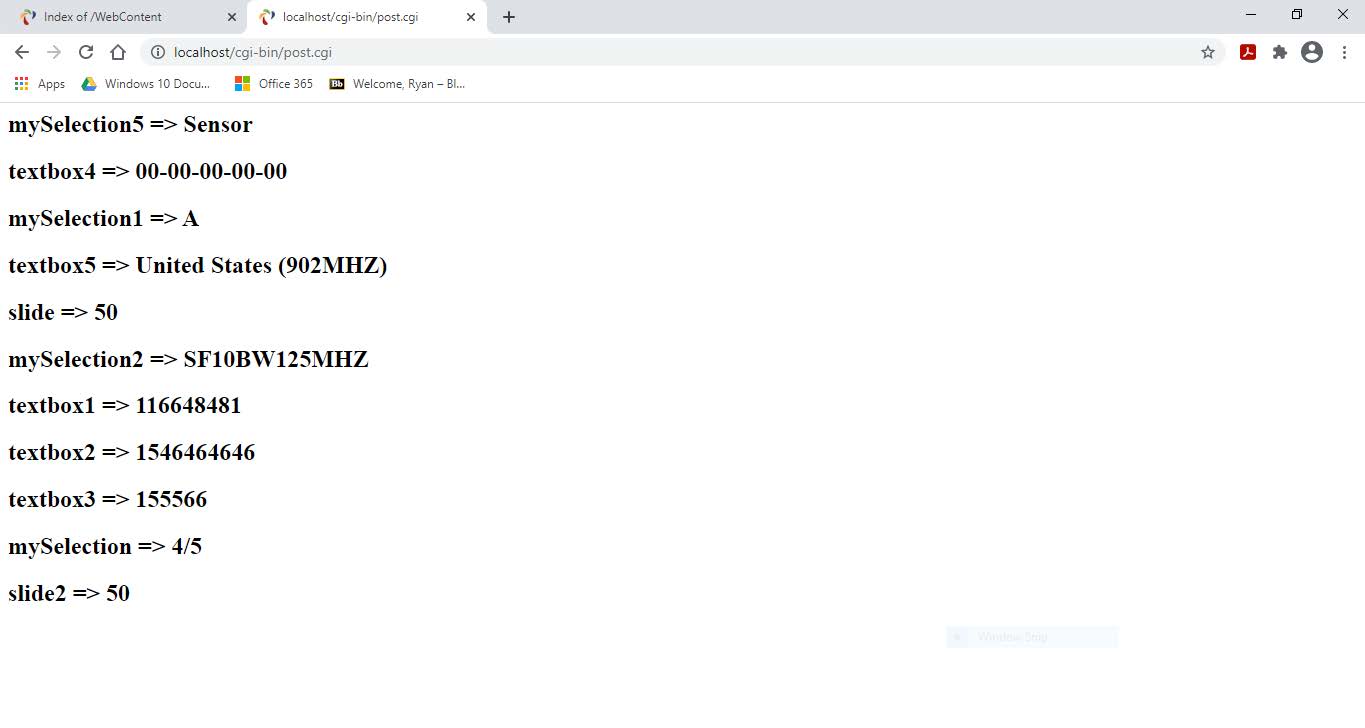 Index of /WebContent
localhost/cgi-bin/post.cgi
localhost/cgi-bin/post.cgi
Apps
Windows 10 Docu...
Office 365
Bb
Welcome, Ryan – Bl...
mySelection5 => Sensor
textbox4 => 00-00-00-00-00
mySelection1 => A
textbox5 => United States (902MHZ)
slide => 50
mySelection2 => SF10BW125MHZ
textbox1 => 116648481
textbox2 => 1546464646
textbox3 => 155566
mySelection => 4/5
slide2 => 50
Window Snip